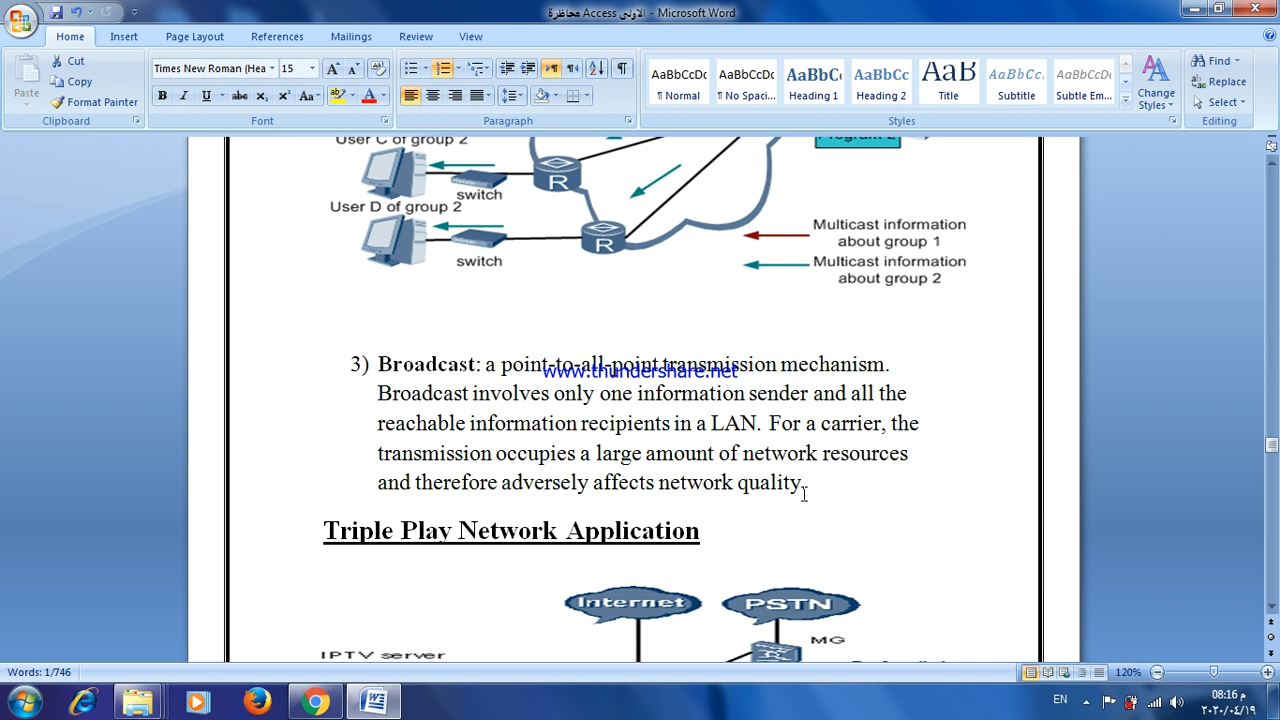 محاظرة Access الاولى - Microsoft Word
Home Insert Page Layout References Mailings Review View
Paste
Cut
Copy
Format Painter
Clipboard
Times New Roman (Hea 15
Font
Paragraph
AaBbCcDc AaBbCcDc AaBbC AaBbCc AaB AaBbCc. AaBbCcDc
¶ Normal ¶ No Spaci... Heading 1 Heading 2 Title Subtitle Subtle Em...
Change Styles
Styles
Find
Replace
Select
Editing
User C of group 2
Program 2
R
switch
User D of group 2
R
switch
Multicast information
about group 1
Multicast information
about group 2
3) Broadcast: a point-to-all-point transmission mechanism.
www.thundershare.net
Broadcast involves only one information sender and all the
reachable information recipients in a LAN. For a carrier, the
transmission occupies a large amount of network resources
and therefore adversely affects network quality.
Triple Play Network Application
Internet PSTN
MG
IPTV server
Words: 1/746
120%
EN
08:16 م
٢٠٢٠/٠٤/١٩